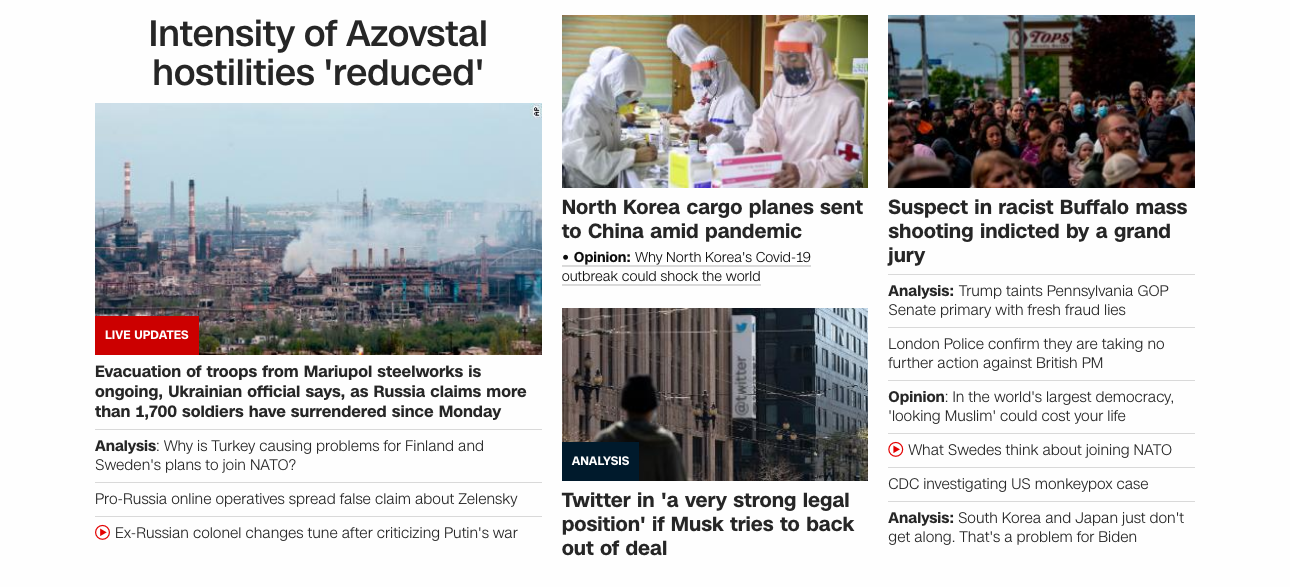 Intensity of Azovstal
hostilities 'reduced'
AP
LIVE UPDATES
Evacuation of troops from Mariupol steelworks is
ongoing, Ukrainian official says, as Russia claims more
than 1,700 soldiers have surrendered since Monday
Analysis: Why is Turkey causing problems for Finland and
Sweden's plans to join NATO?
Pro-Russia online operatives spread false claim about Zelensky
Ex-Russian colonel changes tune after criticizing Putin's war
North Korea cargo planes sent
to China amid pandemic
• Opinion: Why North Korea's Covid-19
outbreak could shock the world
@twitter
ANALYSIS
Twitter in 'a very strong legal
position' if Musk tries to back
out of deal
TOPS
Suspect in racist Buffalo mass
shooting indicted by a grand
jury
Analysis: Trump taints Pennsylvania GOP
Senate primary with fresh fraud lies
London Police confirm they are taking no
further action against British PM
Opinion: In the world's largest democracy,
'looking Muslim' could cost your life
What Swedes think about joining NATO
CDC investigating US monkeypox case
Analysis: South Korea and Japan just don't
get along. That's a problem for Biden